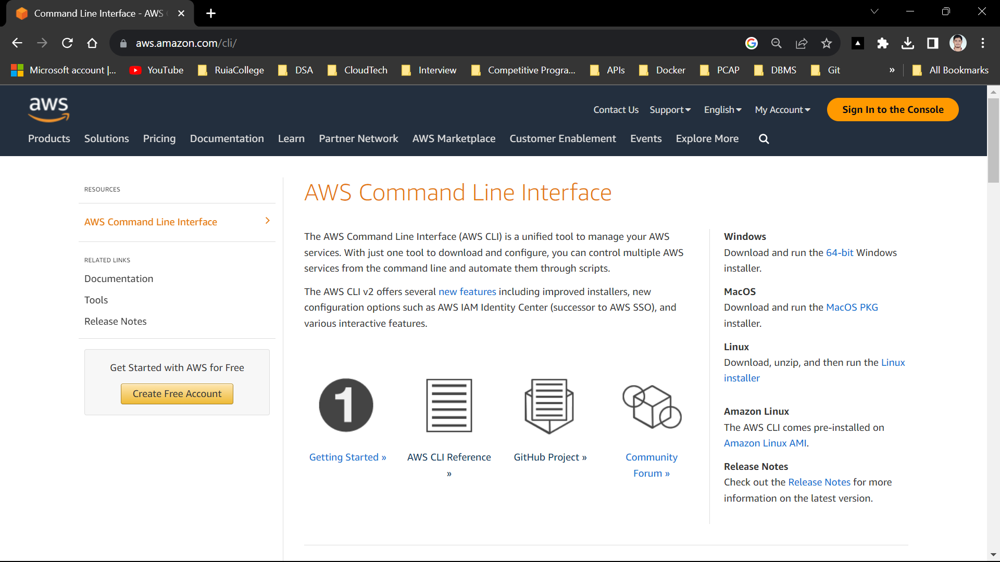 Command Line Interface - AWS
aws.amazon.com/cli/
Microsoft account |...
YouTube
RuiaCollege
DSA
CloudTech
Interview
Competitive Progra...
APIs
Docker
PCAP
DBMS
Git
»
All Bookmarks
aws
Contact Us
Support
English
My Account
Sign In to the Console
Products
Solutions
Pricing
Documentation
Learn
Partner Network
AWS Marketplace
Customer Enablement
Events
Explore More
RESOURCES
AWS Command Line Interface
RELATED LINKS
Documentation
Tools
Release Notes
Get Started with AWS for Free
Create Free Account
AWS Command Line Interface
The AWS Command Line Interface (AWS CLI) is a unified tool to manage your AWS
services. With just one tool to download and configure, you can control multiple AWS
services from the command line and automate them through scripts.
The AWS CLI v2 offers several new features including improved installers, new
configuration options such as AWS IAM Identity Center (successor to AWS SSO), and
various interactive features.
1
Getting Started »
AWS CLI Reference
»
GitHub Project »
Community
Forum »
Windows
Download and run the 64-bit Windows
installer.
MacOS
Download and run the MacOS PKG
installer.
Linux
Download, unzip, and then run the Linux
installer
Amazon Linux
The AWS CLI comes pre-installed on
Amazon Linux AMI.
Release Notes
Check out the Release Notes for more
information on the latest version.